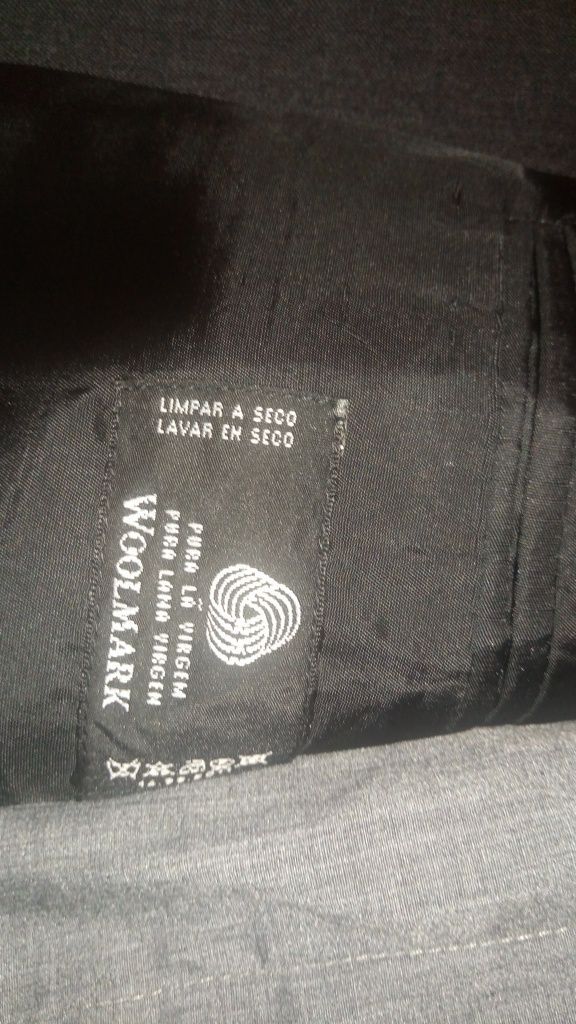 LIMPAR A SECO
LAVAR EM SECO
PURA LÃ VIRGEM
PURA LANA VIRGEN
WOOLMARK